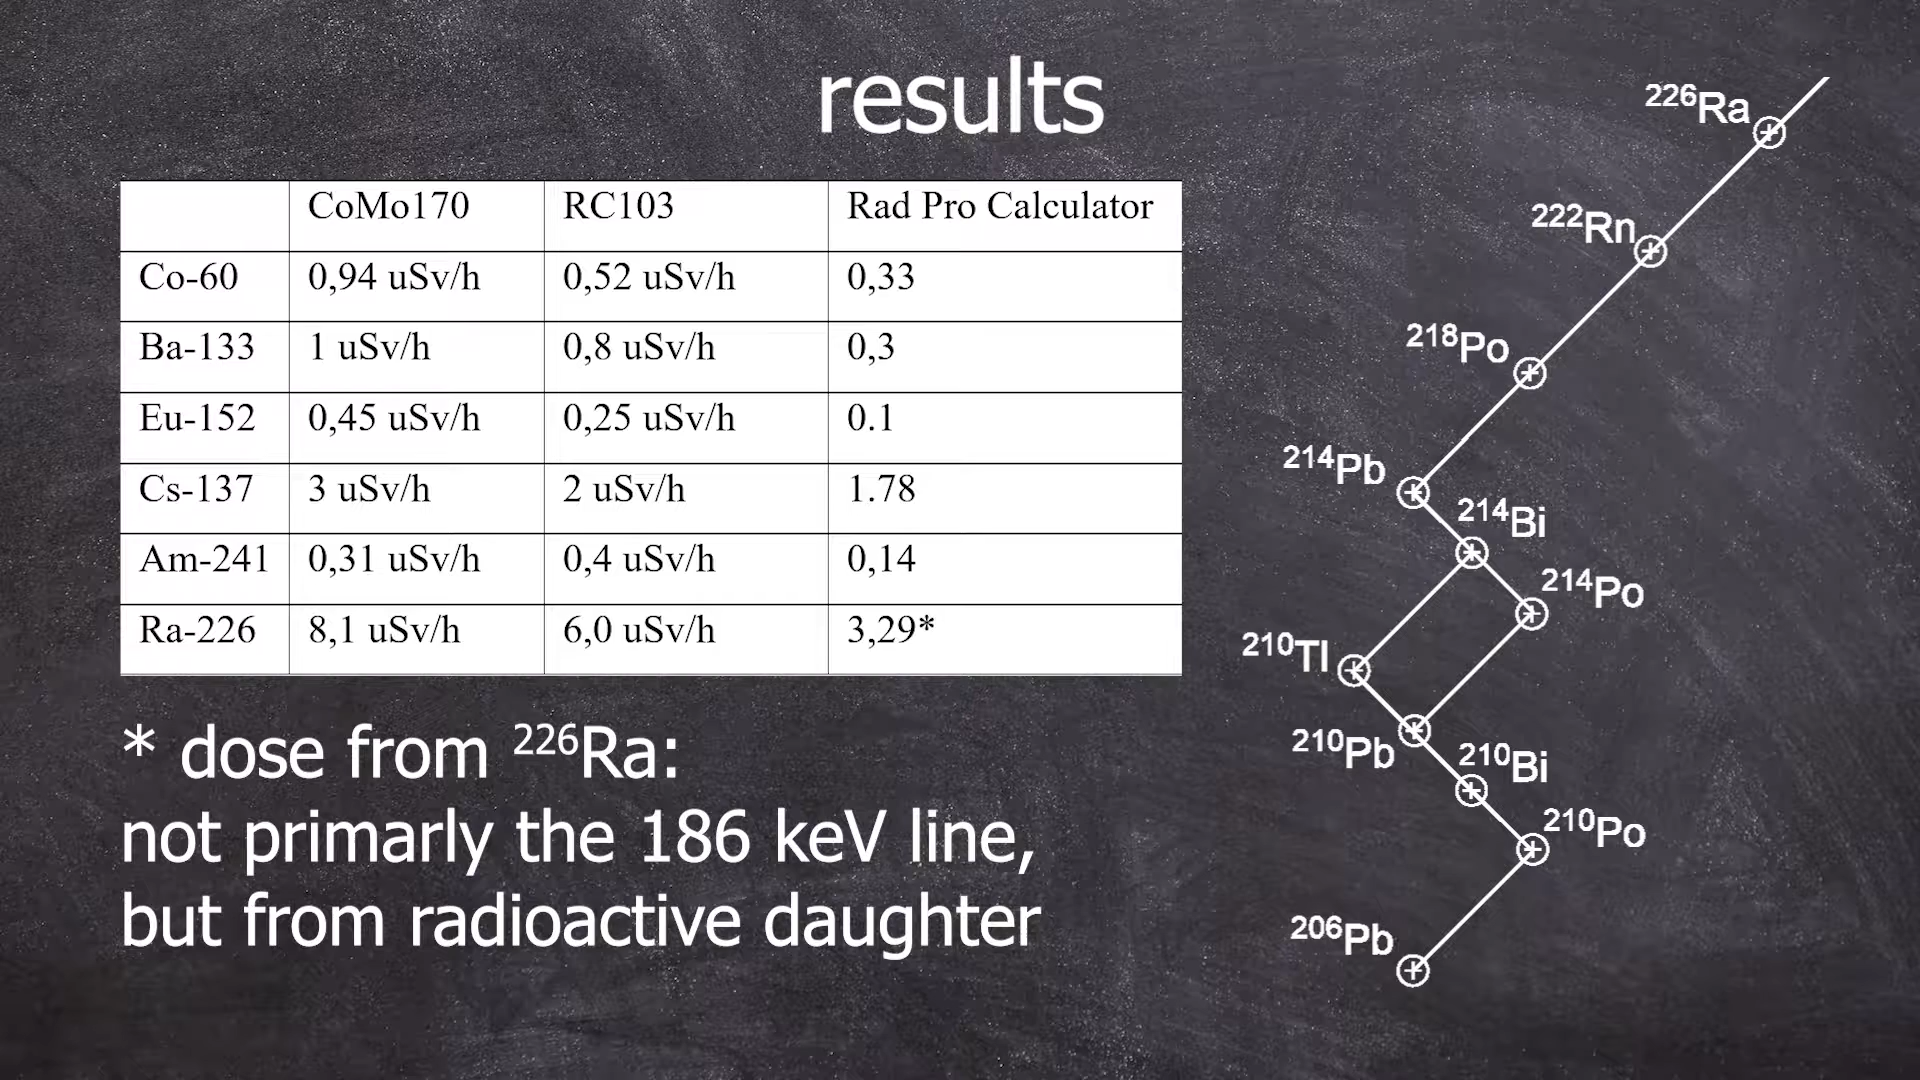 results
CoMo170 RC103 Rad Pro Calculator
Co-60 0,94 uSv/h 0,52 uSv/h 0,33
Ba-133 1 uSv/h 0,8 uSv/h 0,3
Eu-152 0,45 uSv/h 0,25 uSv/h 0.1
Cs-137 3 uSv/h 2 uSv/h 1.78
Am-241 0,31 uSv/h 0,4 uSv/h 0,14
Ra-226 8,1 uSv/h 6,0 uSv/h 3,29*
* dose from ²²⁶Ra:
not primarly the 186 keV line,
but from radioactive daughter
²²⁶Ra
²²²Rn
²¹⁸Po
²¹⁴Pb
²¹⁴Bi
²¹⁴Po
²¹⁰Tl
²¹⁰Pb
²¹⁰Bi
²¹⁰Po
²⁰⁶Pb